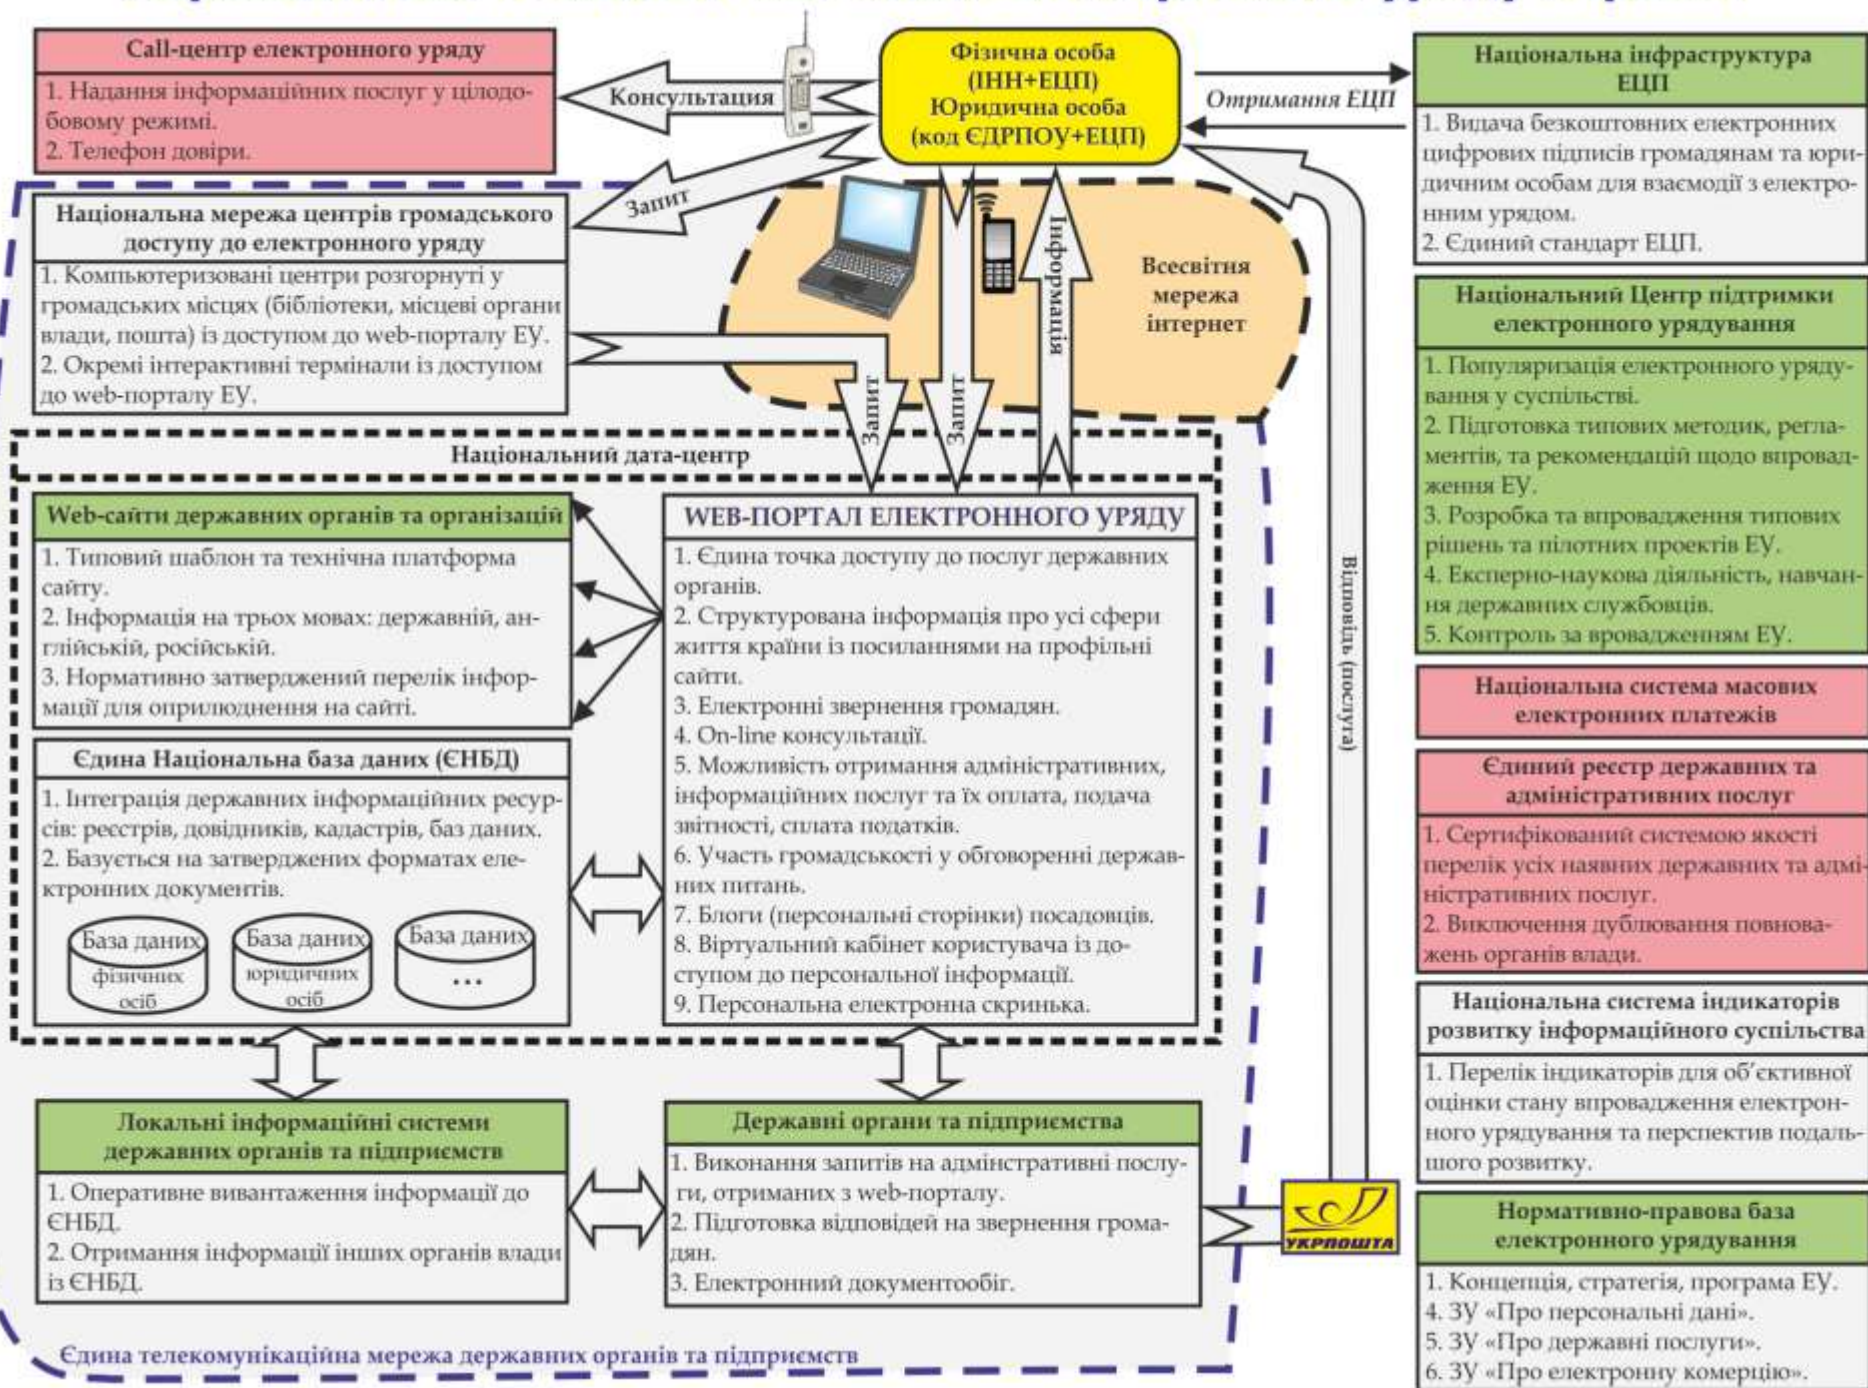 Call-центр електронного уряду
1. Надання інформаційних послуг у цілодо-
бовому режимі.
2. Телефон довіри.
Консультация
Фізична особа
(ІНН+ЕЦП)
Юридична особа
(код ЄДРПОУ+ЕЦП)
Отримання ЕЦП
Національна інфраструктура
ЕЦП
1. Видача безкоштовних електронних
цифрових підписів громадянам та юри-
дичним особам для взаємодії з електро-
нним урядом.
2. Єдиний стандарт ЕЦП.
Запит
Національна мережа центрів громадського
доступу до електронного уряду
1. Компьютеризовані центри розгорнуті у
громадських місцях (бібліотеки, місцеві органи
влади, пошта) із доступом до web-порталу ЕУ.
2. Окремі інтерактивні термінали із доступом
до web-порталу ЕУ.
Інформація
Всесвітня
мережа
інтернет
Запит
Запит
Національний Центр підтримки
електронного урядування
1. Популяризація електронного уряду-
вання у суспільстві.
2. Підготовка типових методик, регла-
ментів, та рекомендацій щодо впровад-
ження ЕУ.
3. Розробка та впровадження типових
рішень та пілотних проектів ЕУ.
4. Експерно-наукова діяльність, навчан-
ня державних службовців.
5. Контроль за вровадженням ЕУ.
Національний дата-центр
Web-сайти державних органів та організацій
1. Типовий шаблон та технічна платформа
сайту.
2. Інформація на трьох мовах: державній, ан-
глійській, російській.
3. Нормативно затверджений перелік інфор-
мації для оприлюднення на сайті.
WEB-ПОРТАЛ ЕЛЕКТРОННОГО УРЯДУ
1. Єдина точка доступу до послуг державних
органів.
2. Структурована інформація про усі сфери
життя країни із посиланнями на профільні
сайти.
3. Електронні звернення громадян.
4. On-line консультації.
5. Можливість отримання адміністративних,
інформаційних послуг та їх оплата, подача
звітності, сплата податків.
6. Участь громадськості у обговоренні держав-
них питань.
7. Блоги (персональні сторінки) посадовців.
8. Віртуальний кабінет користувача із до-
ступом до персональної інформації.
9. Персональна електронна скринька.
Відповідь (послуга)
Єдина Національна база даних (ЄНБД)
1. Інтеграція державних інформаційних ресур-
сів: реєстрів, довідників, кадастрів, баз даних.
2. Базується на затверджених форматах еле-
ктронних документів.
База даних
фізичних
осіб
База даних
юридичних
осіб
База даних
...
Національна система масових
електронних платежів
Єдиний реєстр державних та
адміністративних послуг
1. Сертифікований системою якості
перелік усіх наявних державних та адмі-
ністративних послуг.
2. Виключення дублювання повнова-
жень органів влади.
Національна система індикаторів
розвитку інформаційного суспільства
1. Перелік індикаторів для об'єктивної
оцінки стану впровадження електрон-
ного урядування та перспектив подаль-
шого розвитку.
Локальні інформаційні системи
державних органів та підприємств
1. Оперативне вивантаження інформації до
ЄНБД.
2. Отримання інформації інших органів влади
із ЄНБД.
Державні органи та підприємства
1. Виконання запитів на адмінстративні послу-
ги, отриманих з web-порталу.
2. Підготовка відповідей на звернення грома-
дян.
3. Електронний документообіг.
УКРПОШТА
Нормативно-правова база
електронного урядування
1. Концепція, стратегія, програма ЕУ.
4. ЗУ «Про персональні дані».
5. ЗУ «Про державні послуги».
6. ЗУ «Про електронну комерцію».
Єдина телекомунікаційна мережа державних органів та підприємств